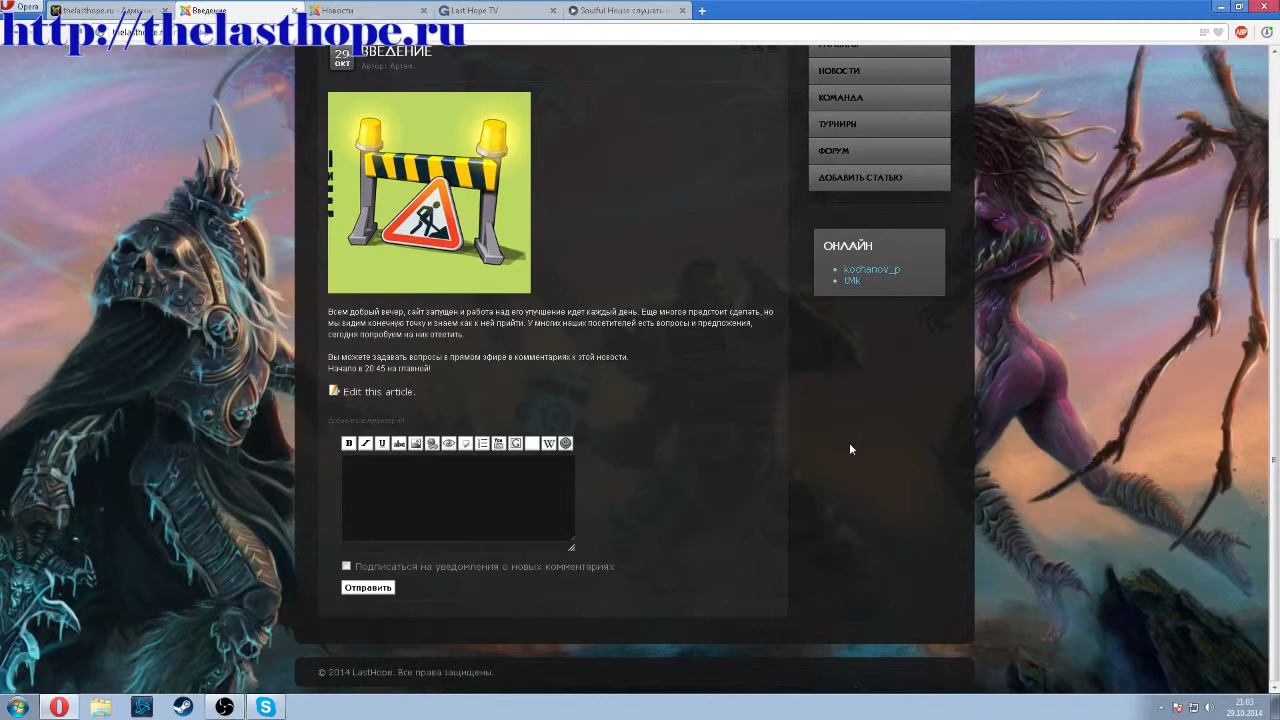 Opera
thelasthope.ru - Админис
Введение
Новости
Last Hope TV
Soulful House слушать о
http://thelasthope.ru
29
ОКТ
ВВЕДЕНИЕ
Автор: Артем.
НОВОСТИ
КОМАНДА
ТУРНИРЫ
ФОРУМ
ДОБАВИТЬ СТАТЬЮ
ОНЛАЙН
kochanov_p
tMk
Всем добрый вечер, сайт запущен и работа над его улучшение идет каждый день. Еще многое предстоит сделать, но
мы видим конечную точку и знаем как к ней прийти. У многих наших посетителей есть вопросы и предложения,
сегодня попробуем на них ответить.
Вы можете задавать вопросы в прямом эфире в комментариях к этой новости.
Начало в 20:45 на главной!
Edit this article.
Добавить комментарий
B I U abc
You
W
Подписаться на уведомления о новых комментариях
Отправить
© 2014 LastHope. Все права защищены.
21:03
29.10.2014